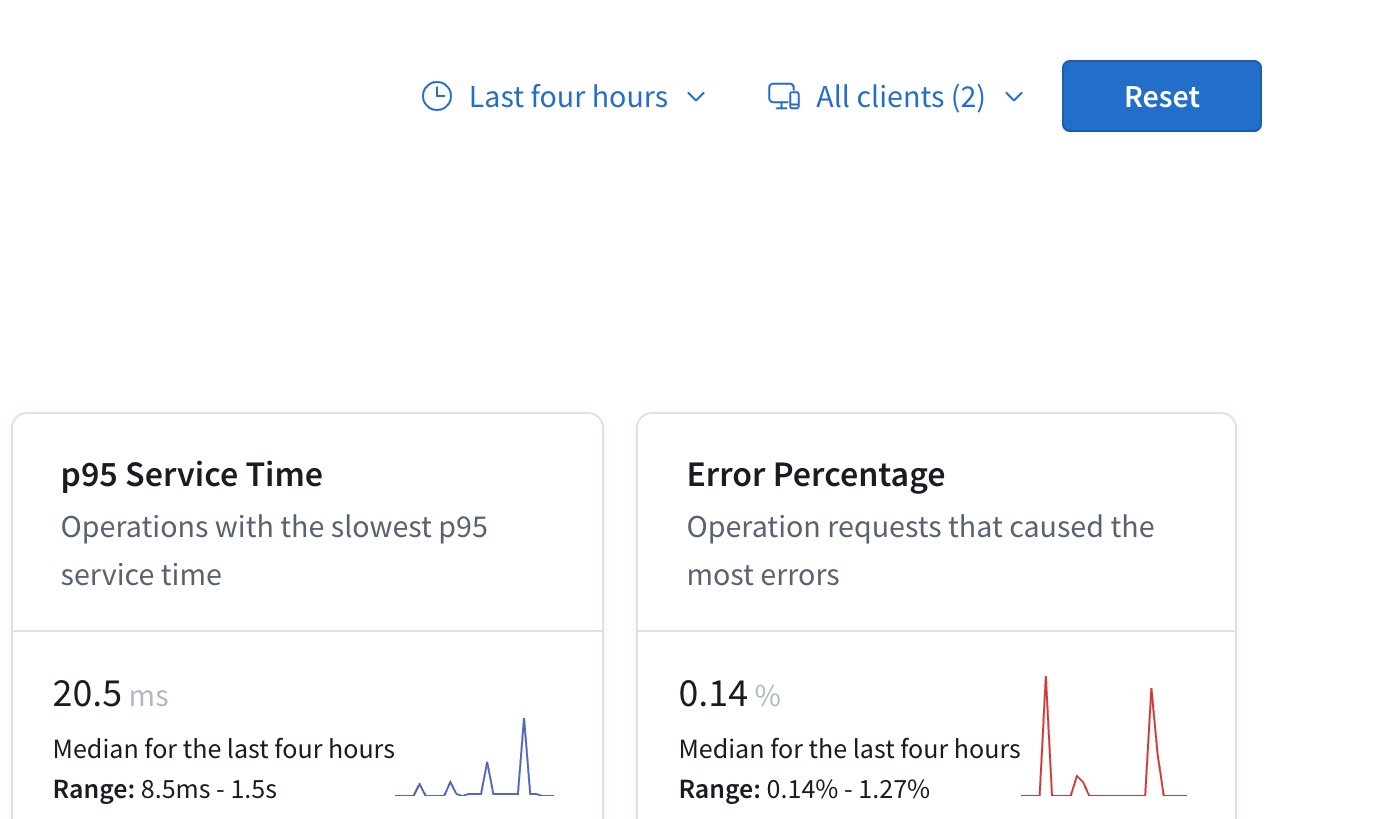 Last four hours All clients (2) Reset
p95 Service Time
Operations with the slowest p95
service time
20.5 ms
Median for the last four hours
Range: 8.5ms - 1.5s
Error Percentage
Operation requests that caused the
most errors
0.14 %
Median for the last four hours
Range: 0.14% - 1.27%